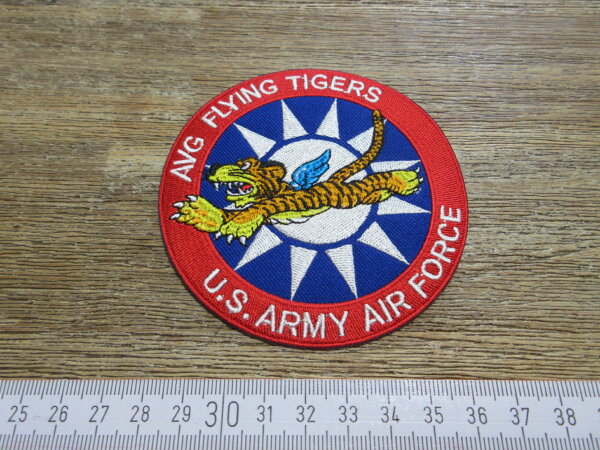 AVG FLYING TIGERS
U.S. ARMY AIR FORCE
25 26 27 28 29 30 31 32 33 34 35 36 37 38